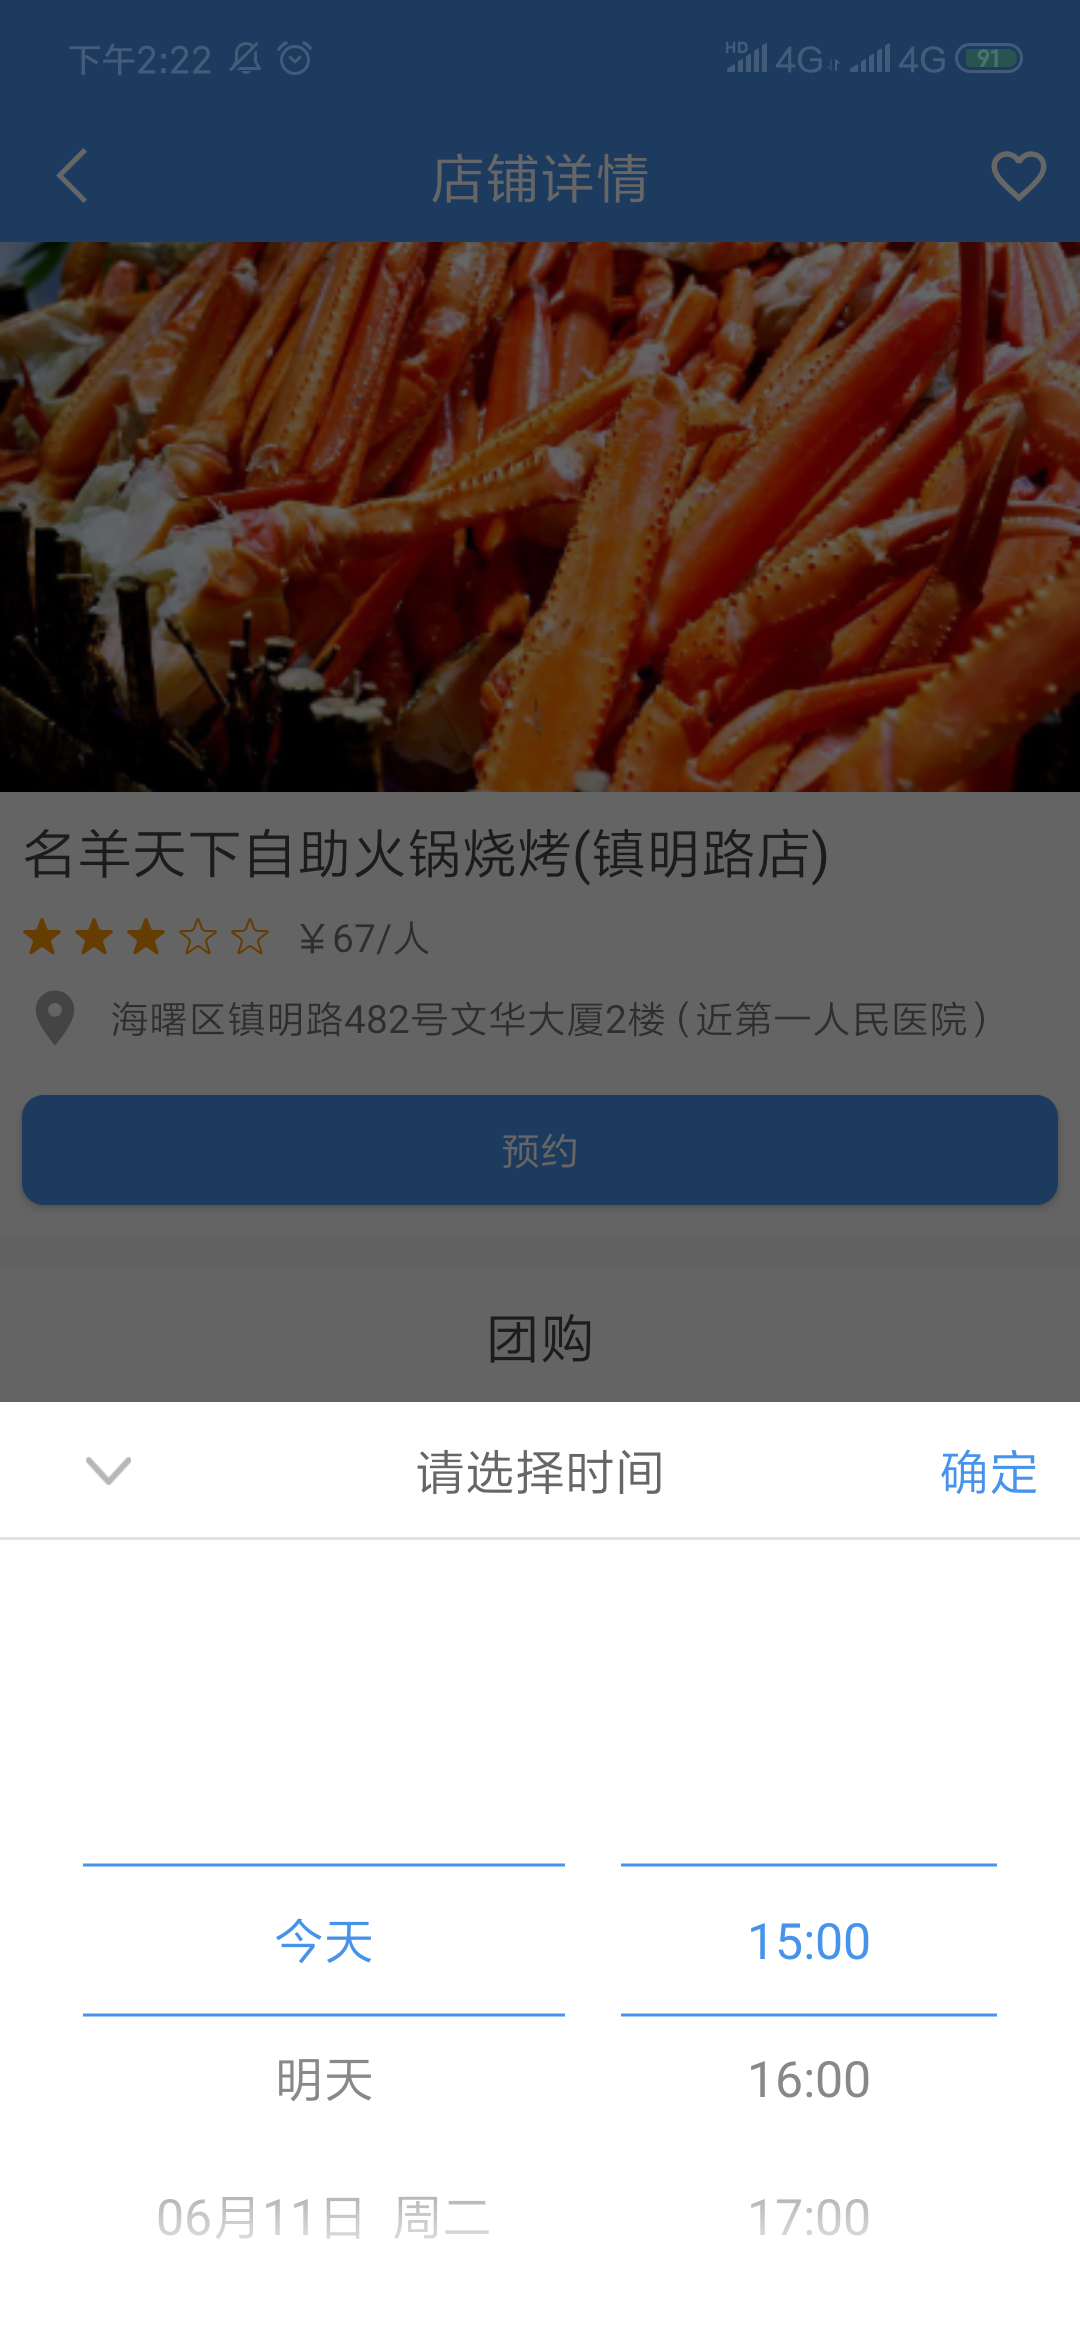 下午2:22 HD 4G 4G 91
店铺详情
名羊天下自助火锅烧烤(镇明路店)
¥67/人
海曙区镇明路482号文华大厦2楼（近第一人民医院）
预约
团购
请选择时间 确定
今天 15:00
明天 16:00
06月11日 周二 17:00